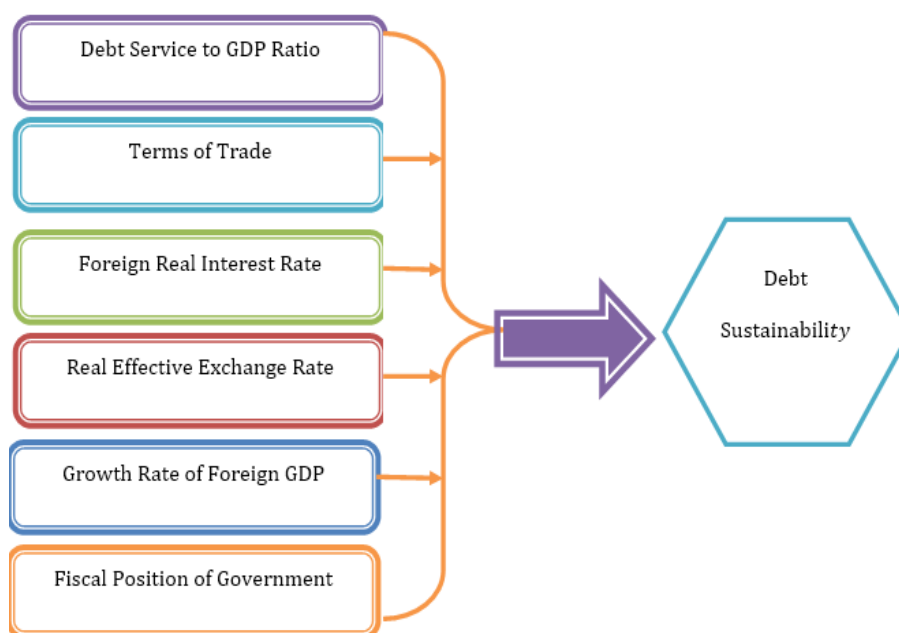 Debt Service to GDP Ratio
Terms of Trade
Foreign Real Interest Rate
Real Effective Exchange Rate
Growth Rate of Foreign GDP
Fiscal Position of Government
Debt
Sustainability